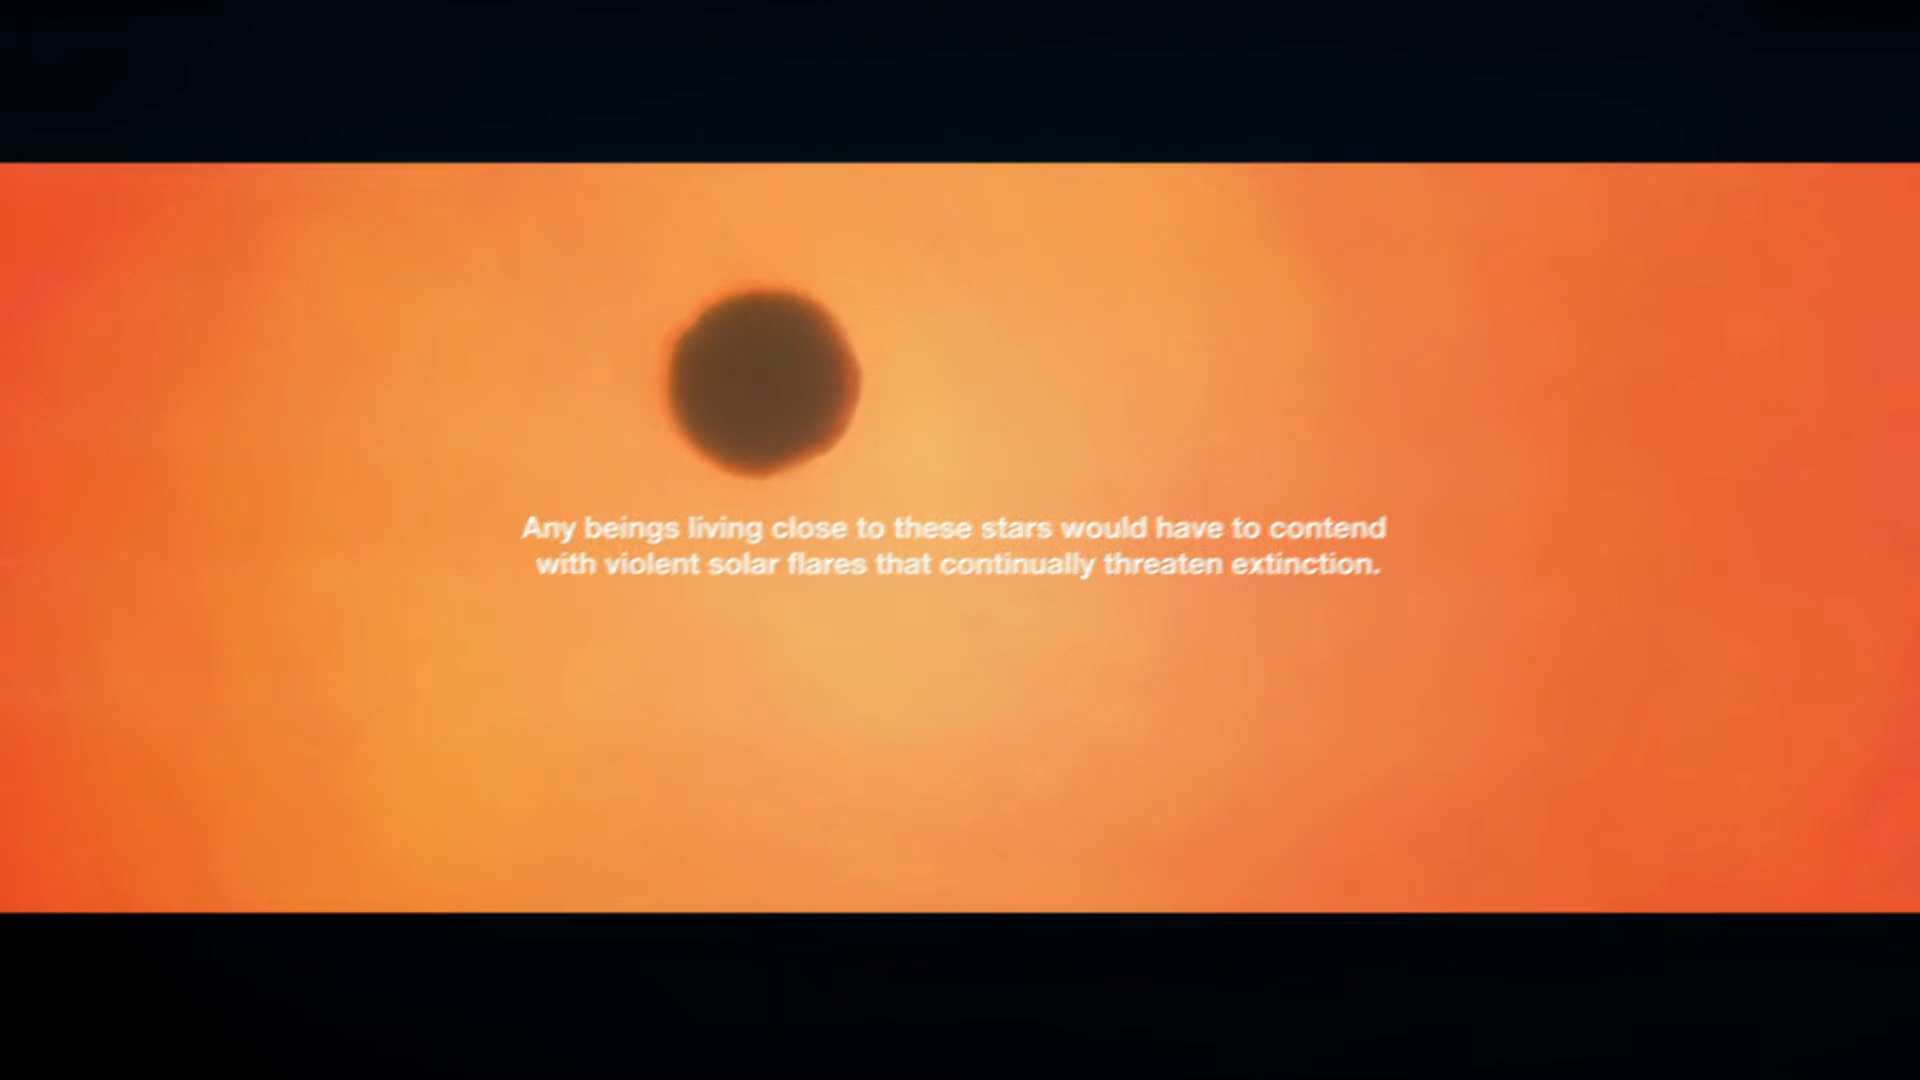 Any beings living close to these stars would have to contend
with violent solar flares that continually threaten extinction.